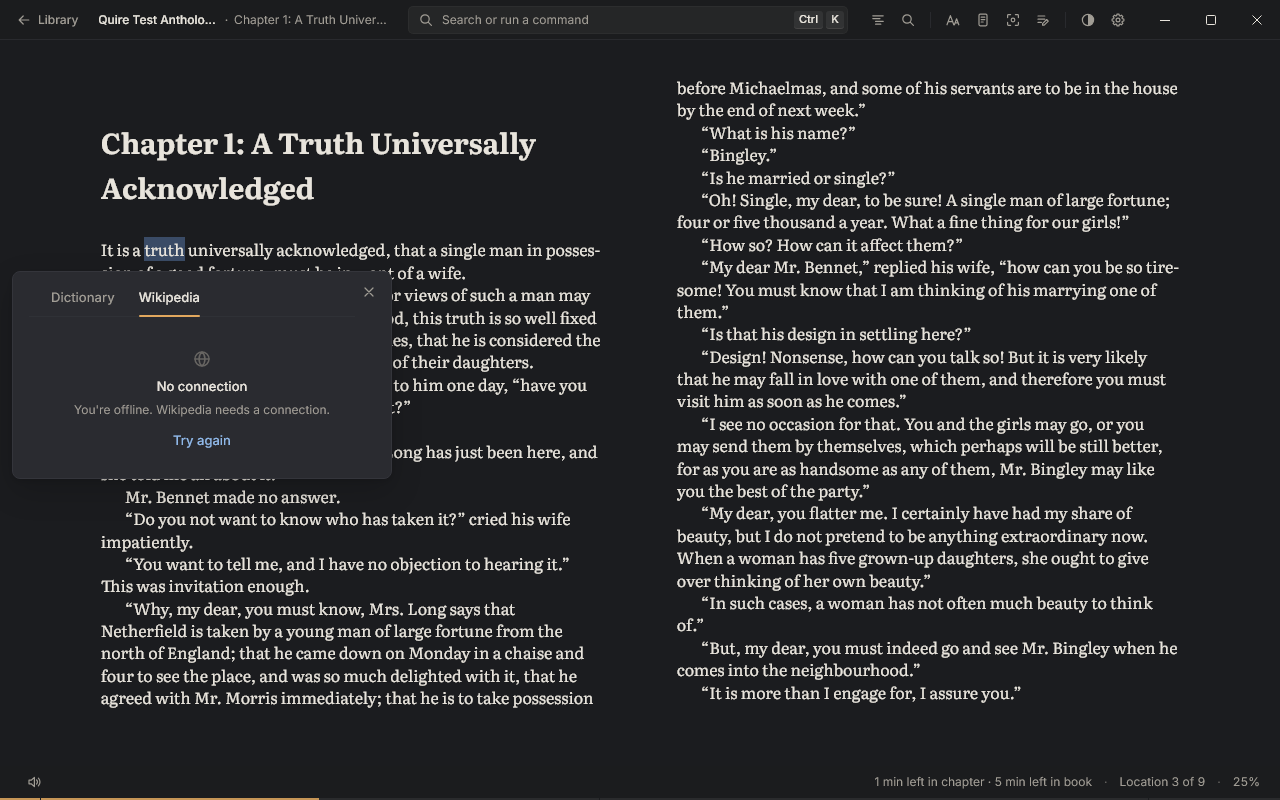 Library
Quire Test Antholo... · Chapter 1: A Truth Univer...
Search or run a command
Ctrl K
Chapter 1: A Truth Universally
Acknowledged
It is a truth universally acknowledged, that a single man in posses-
of a wife.
Dictionary
Wikipedia
No connection
You're offline. Wikipedia needs a connection.
Try again
or views of such a man may
this truth is so well fixed
that he is considered the
of their daughters.
to him one day, “have you
Long has just been here, and
Mr. Bennet made no answer.
“Do you not want to know who has taken it?” cried his wife
impatiently.
“You want to tell me, and I have no objection to hearing it.”
This was invitation enough.
“Why, my dear, you must know, Mrs. Long says that
Netherfield is taken by a young man of large fortune from the
north of England; that he came down on Monday in a chaise and
four to see the place, and was so much delighted with it, that he
agreed with Mr. Morris immediately; that he is to take possession
before Michaelmas, and some of his servants are to be in the house
by the end of next week.”
“What is his name?”
“Bingley.”
“Is he married or single?”
“Oh! Single, my dear, to be sure! A single man of large fortune;
four or five thousand a year. What a fine thing for our girls!”
“How so? How can it affect them?”
“My dear Mr. Bennet,” replied his wife, “how can you be so tire-
some! You must know that I am thinking of his marrying one of
them.”
“Is that his design in settling here?”
“Design! Nonsense, how can you talk so! But it is very likely
that he may fall in love with one of them, and therefore you must
visit him as soon as he comes.”
“I see no occasion for that. You and the girls may go, or you
may send them by themselves, which perhaps will be still better,
for as you are as handsome as any of them, Mr. Bingley may like
you the best of the party.”
“My dear, you flatter me. I certainly have had my share of
beauty, but I do not pretend to be anything extraordinary now.
When a woman has five grown-up daughters, she ought to give
over thinking of her own beauty.”
“In such cases, a woman has not often much beauty to think
of.”
“But, my dear, you must indeed go and see Mr. Bingley when he
comes into the neighbourhood.”
“It is more than I engage for, I assure you.”
1 min left in chapter · 5 min left in book · Location 3 of 9 · 25%